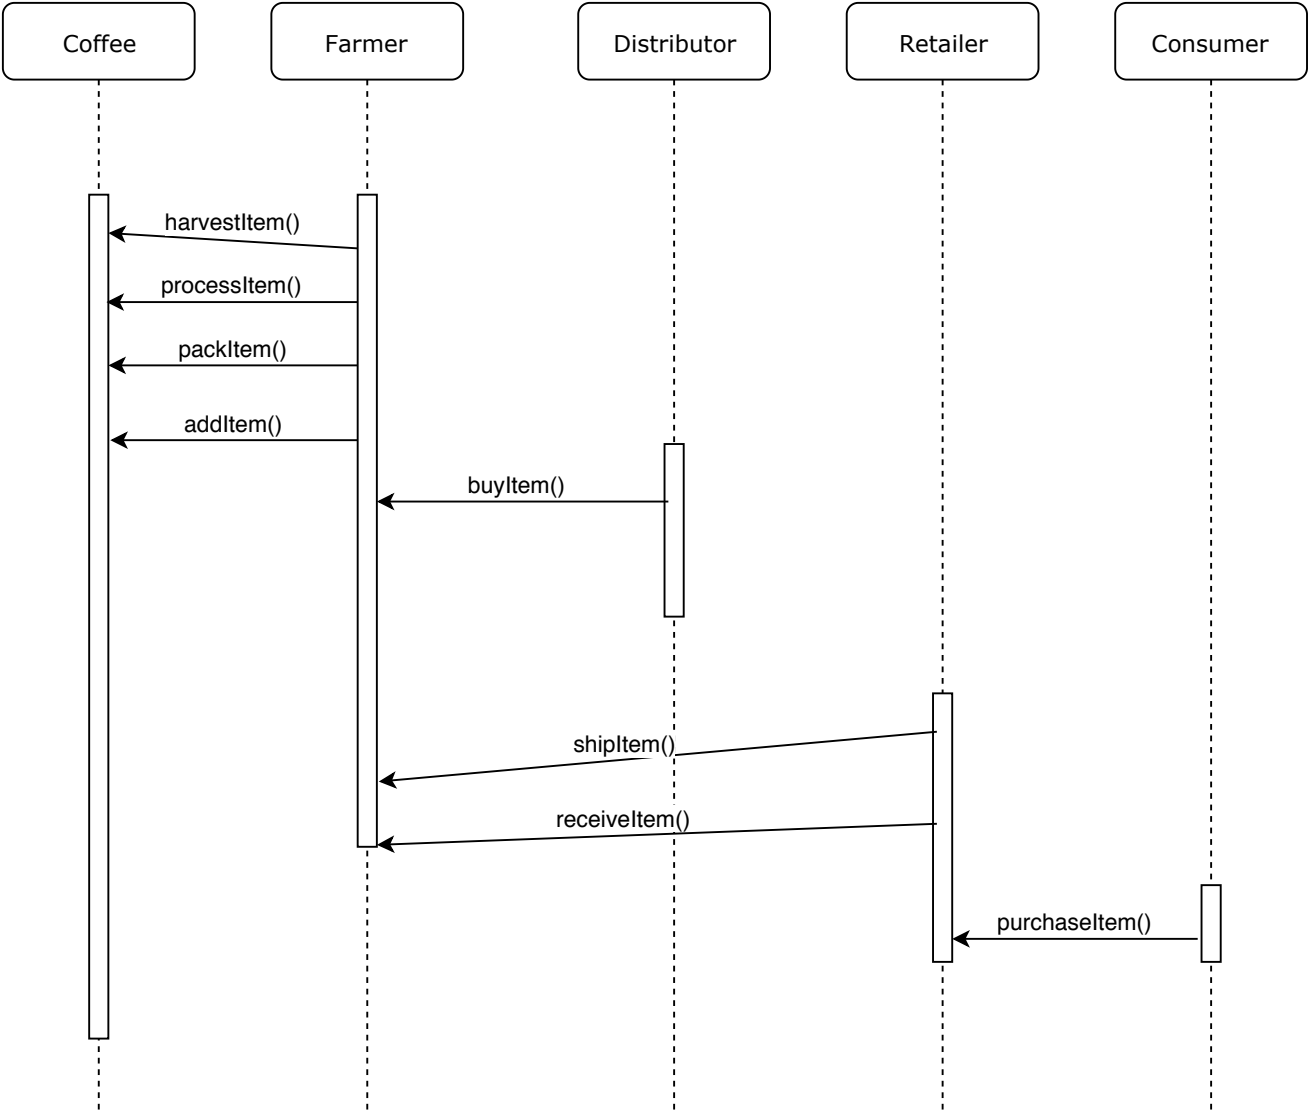 Coffee
Farmer
Distributor
Retailer
Consumer
harvestItem()
processItem()
packItem()
addItem()
buyItem()
shipItem()
receiveItem()
purchaseItem()